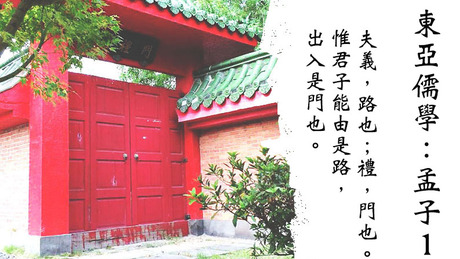 東亞儒學：孟子1
夫義，路也；禮，門也。
惟君子能由是路，
出入是門也。